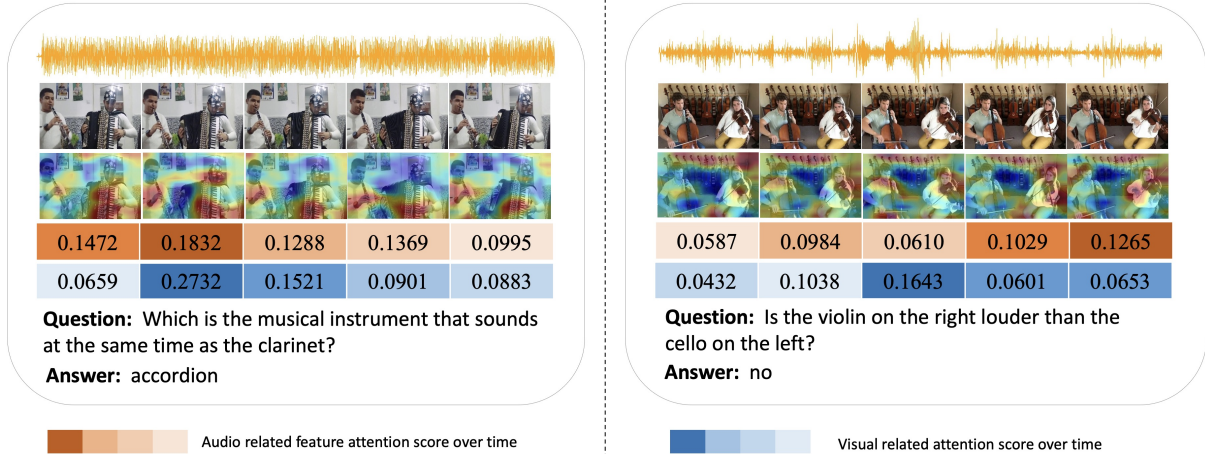 0.1472 0.1832 0.1288 0.1369 0.0995
0.0659 0.2732 0.1521 0.0901 0.0883
Question: Which is the musical instrument that sounds
at the same time as the clarinet?
Answer: accordion
0.0587 0.0984 0.0610 0.1029 0.1265
0.0432 0.1038 0.1643 0.0601 0.0653
Question: Is the violin on the right louder than the
cello on the left?
Answer: no
Audio related feature attention score over time
Visual related attention score over time